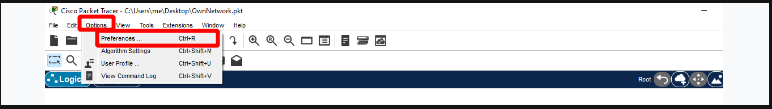 Cisco Packet Tracer - C:\Users\me\Desktop\OwnNetwork.pkt
File Edit Options View Tools Extensions Window Help
Preferences ... Ctrl+R
Algorithm Settings Ctrl+Shift+M
User Profile ... Ctrl+Shift+U
View Command Log Ctrl+Shift+V
Logic Root